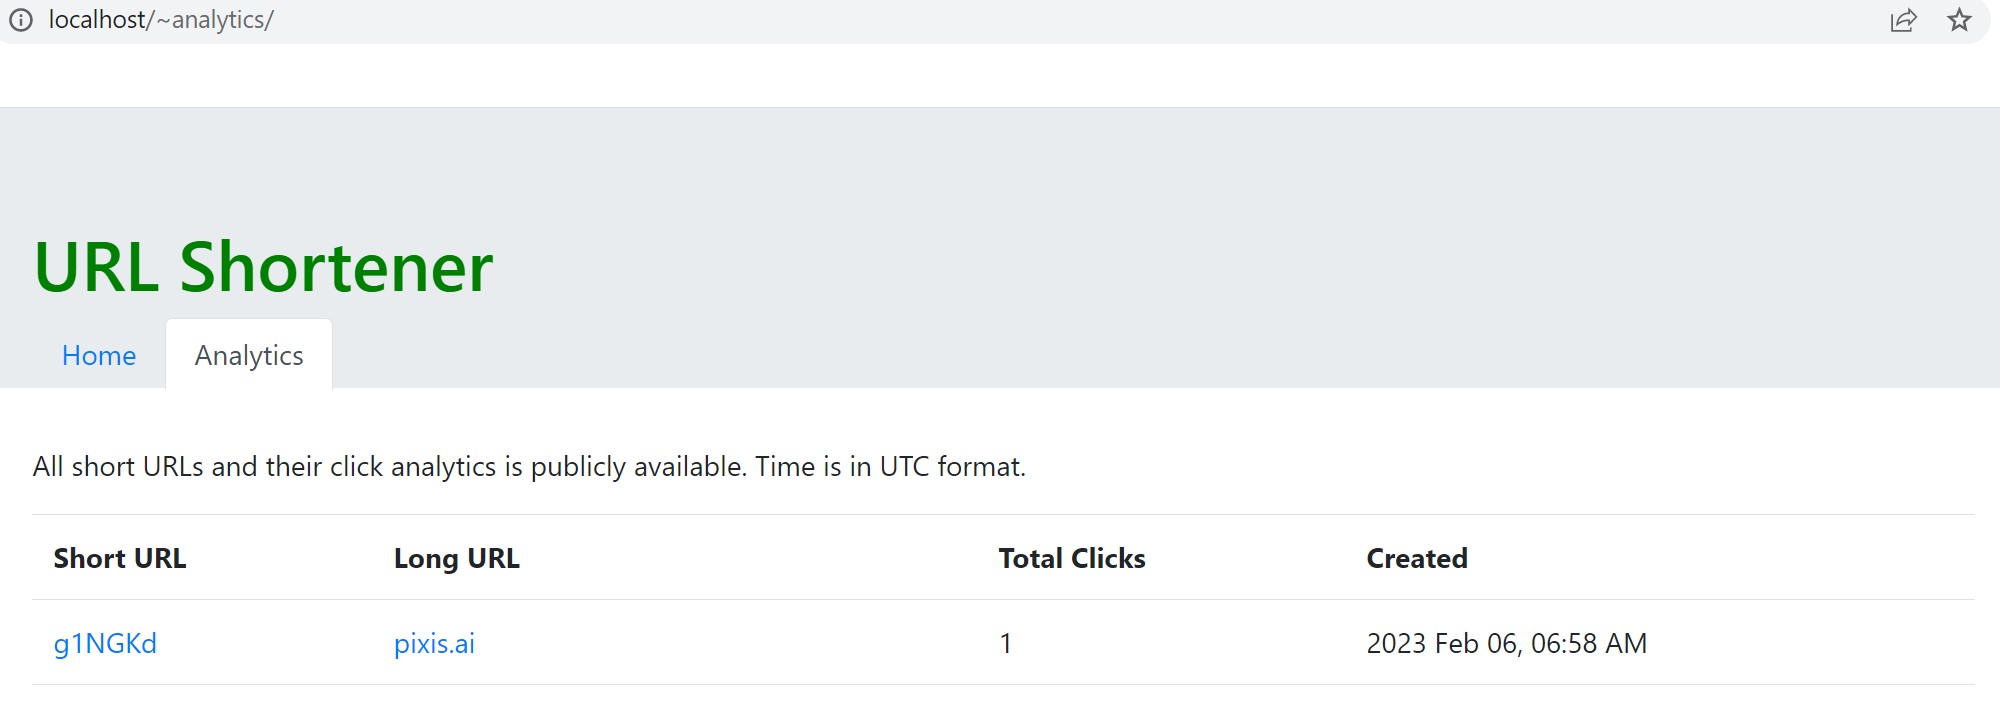 localhost/~analytics/
URL Shortener
Home Analytics
All short URLs and their click analytics is publicly available. Time is in UTC format.
Short URL Long URL Total Clicks Created
g1NGKd pixis.ai 1 2023 Feb 06, 06:58 AM